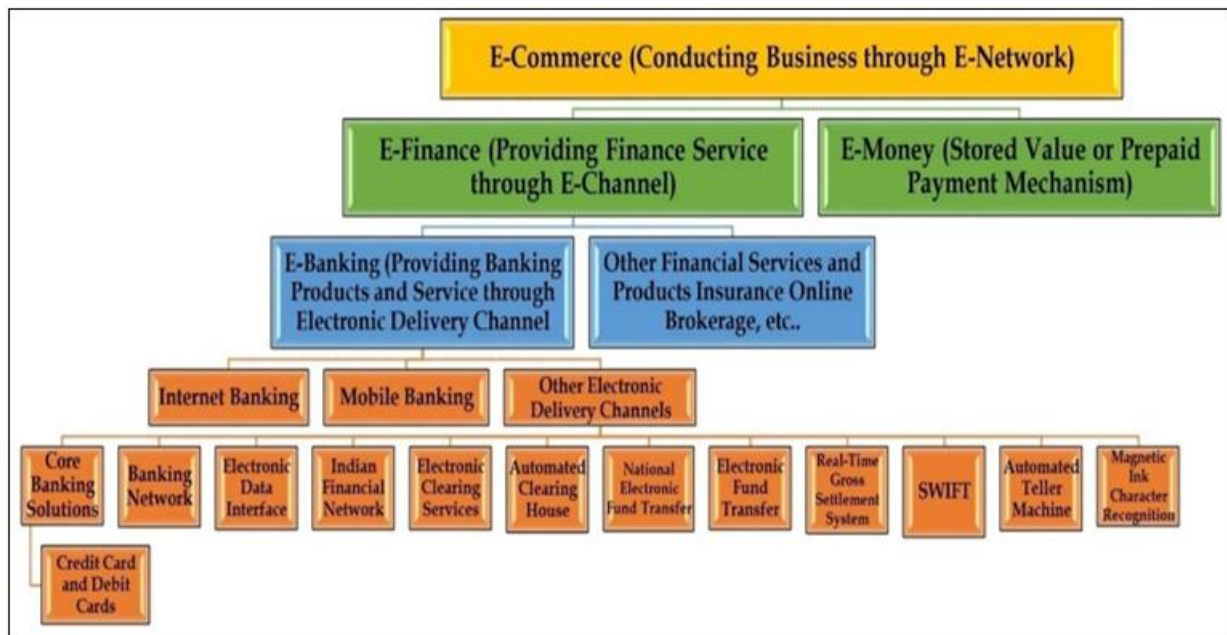 E-Commerce (Conducting Business through E-Network)
E-Finance (Providing Finance Service
through E-Channel)
E-Money (Stored Value or Prepaid
Payment Mechanism)
E-Banking (Providing Banking
Products and Service through
Electronic Delivery Channel
Other Financial Services and
Products Insurance Online
Brokerage, etc..
Internet Banking
Mobile Banking
Other Electronic
Delivery Channels
Core
Banking
Solutions
Banking
Network
Electronic
Data
Interface
Indian
Financial
Network
Electronic
Clearing
Services
Automated
Clearing
House
National
Electronic
Fund Transfer
Electronic
Fund
Transfer
Real-Time
Gross
Settlement
System
SWIFT
Automated
Teller
Machine
Magnetic
Ink
Character
Recognition
Credit Card
and Debit
Cards